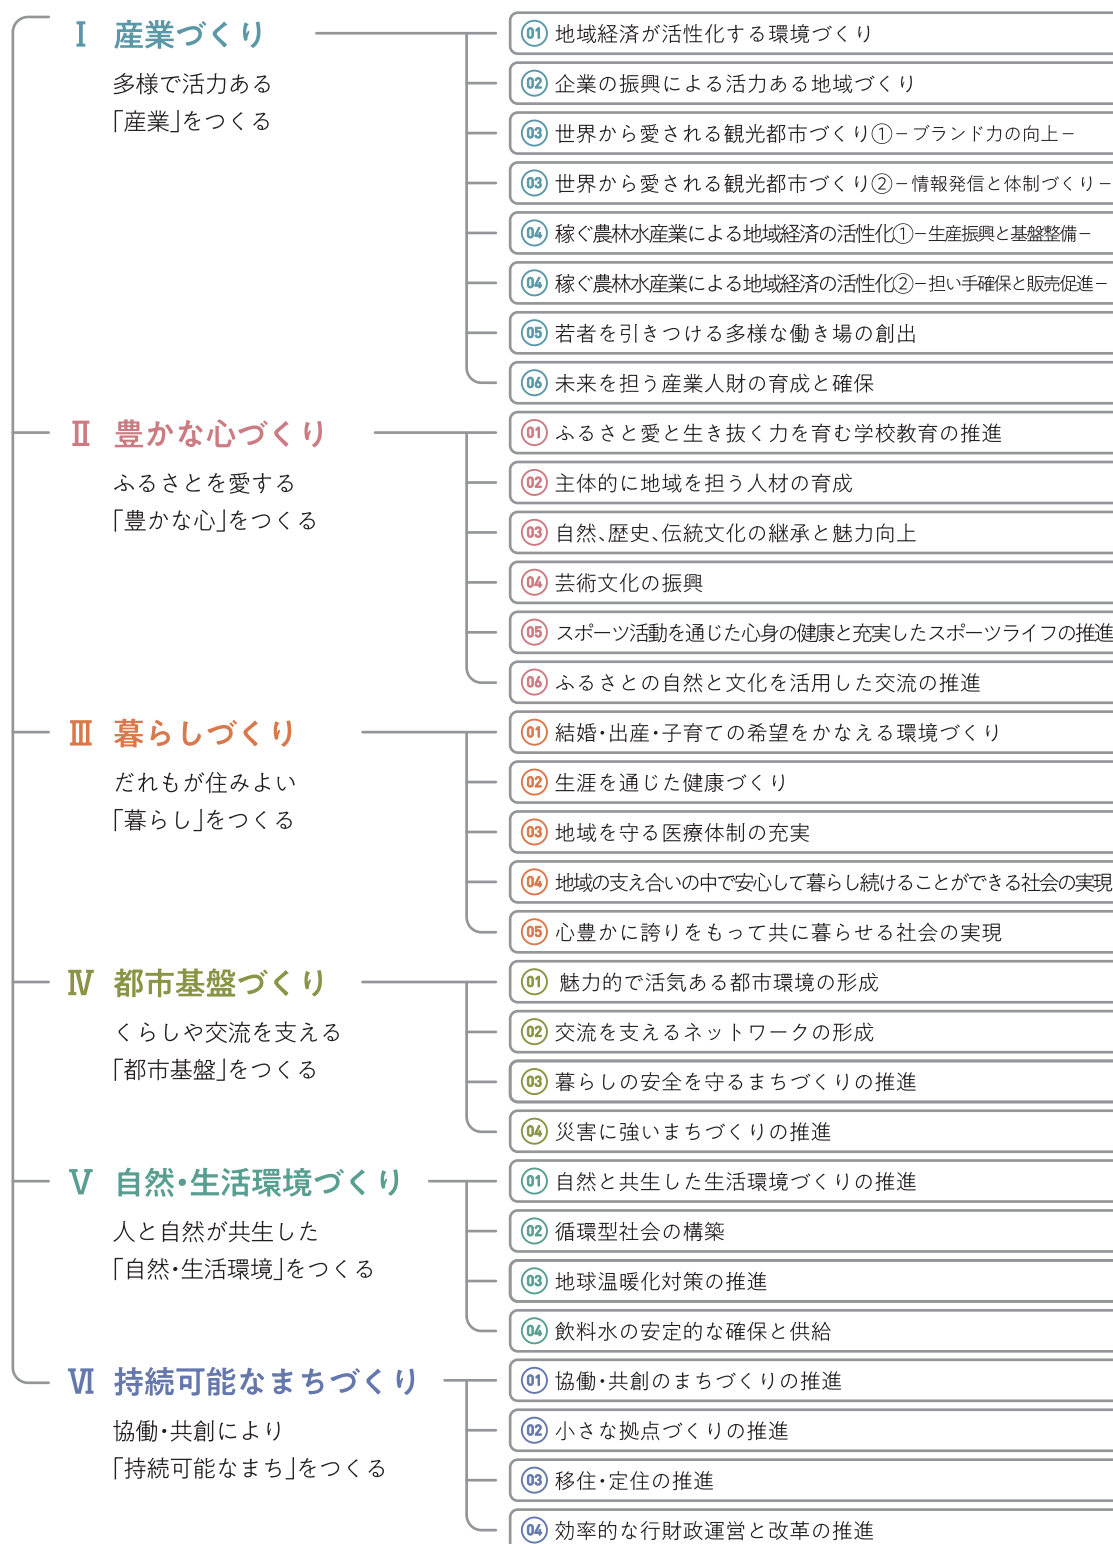 Ⅰ 産業づくり
多様で活力ある
「産業」をつくる
01 地域経済が活性化する環境づくり
02 企業の振興による活力ある地域づくり
03 世界から愛される観光都市づくり①－ブランド力の向上－
03 世界から愛される観光都市づくり②－情報発信と体制づくり－
04 稼ぐ農林水産業による地域経済の活性化①－生産振興と基盤整備－
04 稼ぐ農林水産業による地域経済の活性化②－担い手確保と販売促進－
05 若者を引きつける多様な働き場の創出
06 未来を担う産業人財の育成と確保
Ⅱ 豊かな心づくり
ふるさとを愛する
「豊かな心」をつくる
01 ふるさと愛と生き抜く力を育む学校教育の推進
02 主体的に地域を担う人材の育成
03 自然、歴史、伝統文化の継承と魅力向上
04 芸術文化の振興
05 スポーツ活動を通じた心身の健康と充実したスポーツライフの推進
06 ふるさとの自然と文化を活用した交流の推進
Ⅲ 暮らしづくり
だれもが住みよい
「暮らし」をつくる
01 結婚・出産・子育ての希望をかなえる環境づくり
02 生涯を通じた健康づくり
03 地域を守る医療体制の充実
04 地域の支え合いの中で安心して暮らし続けることができる社会の実現
05 心豊かに誇りをもって共に暮らせる社会の実現
Ⅳ 都市基盤づくり
くらしや交流を支える
「都市基盤」をつくる
01 魅力的で活気ある都市環境の形成
02 交流を支えるネットワークの形成
03 暮らしの安全を守るまちづくりの推進
04 災害に強いまちづくりの推進
Ⅴ 自然・生活環境づくり
人と自然が共生した
「自然・生活環境」をつくる
01 自然と共生した生活環境づくりの推進
02 循環型社会の構築
03 地球温暖化対策の推進
04 飲料水の安定的な確保と供給
Ⅵ 持続可能なまちづくり
協働・共創により
「持続可能なまち」をつくる
01 協働・共創のまちづくりの推進
02 小さな拠点づくりの推進
03 移住・定住の推進
04 効率的な行財政運営と改革の推進